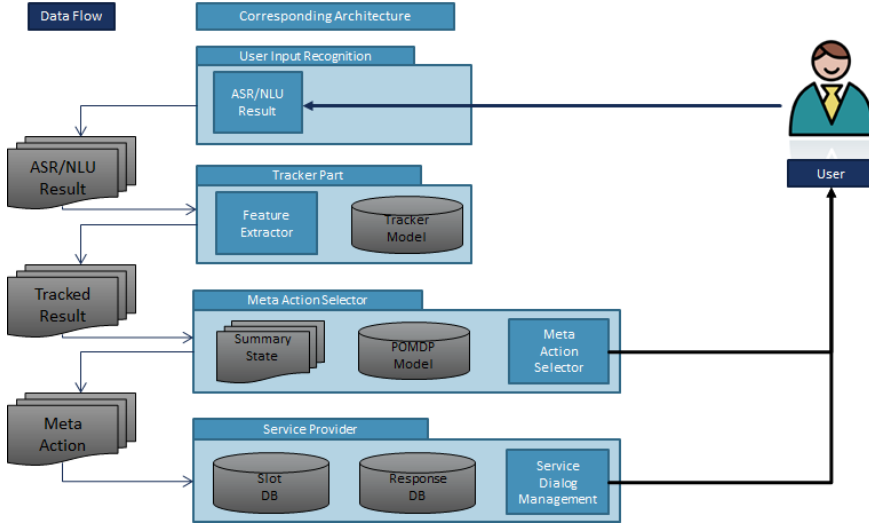 Data Flow
Corresponding Architecture
User Input Recognition
ASR/NLU
Result
ASR/NLU
Result
User
Tracker Part
Feature
Extractor
Tracker
Model
Tracked
Result
Meta Action Selector
Summary
State
POMDP
Model
Meta
Action
Selector
Meta
Action
Service Provider
Slot
DB
Response
DB
Service
Dialog
Management